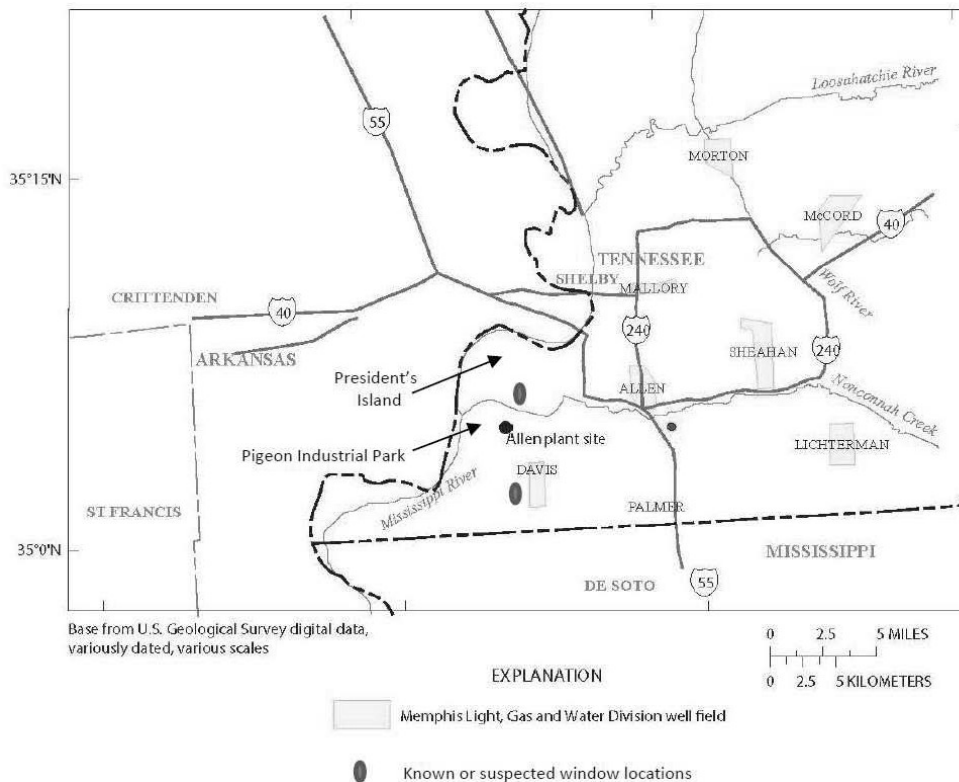 Loosahatchie River
55
MORTON
35°15'N
McCORD
40
TENNESSEE
SHELBY
MALLORY
Wolf River
CRITTENDEN
40
240
ARKANSAS
SHEAHAN
240
President's
Island
ALLEN
Nonconnah Creek
Allen plant site
LICHTERMAN
Pigeon Industrial Park
DAVIS
Mississippi River
ST FRANCIS
PALMER
35°0'N
MISSISSIPPI
DE SOTO
55
Base from U.S. Geological Survey digital data,
variously dated, various scales
0 2.5 5 MILES
0 2.5 5 KILOMETERS
EXPLANATION
Memphis Light, Gas and Water Division well field
Known or suspected window locations